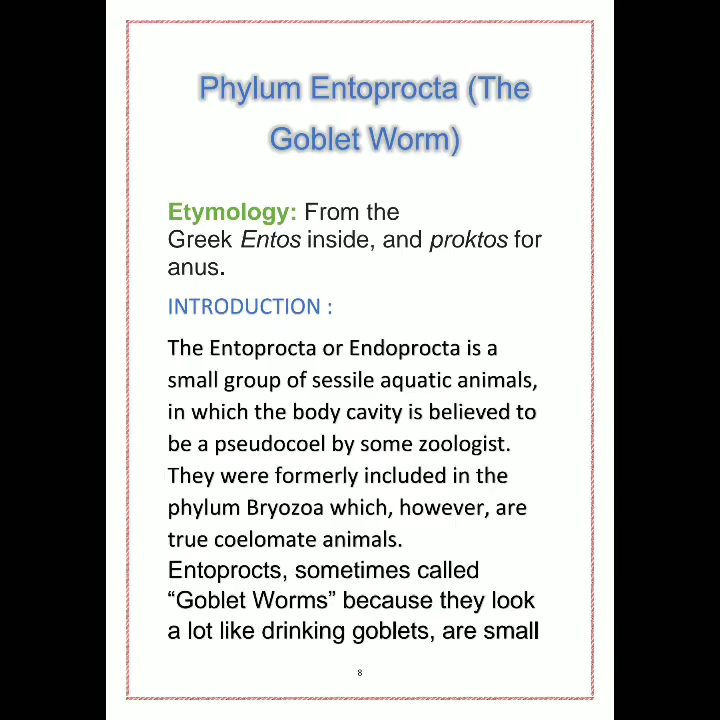 Phylum Entoprocta (The
Goblet Worm)
Etymology: From the
Greek Entos inside, and proktos for
anus.
INTRODUCTION :
The Entoprocta or Endoprocta is a
small group of sessile aquatic animals,
in which the body cavity is believed to
be a pseudocoel by some zoologist.
They were formerly included in the
phylum Bryozoa which, however, are
true coelomate animals.
Entoprocts, sometimes called
“Goblet Worms” because they look
a lot like drinking goblets, are small
8